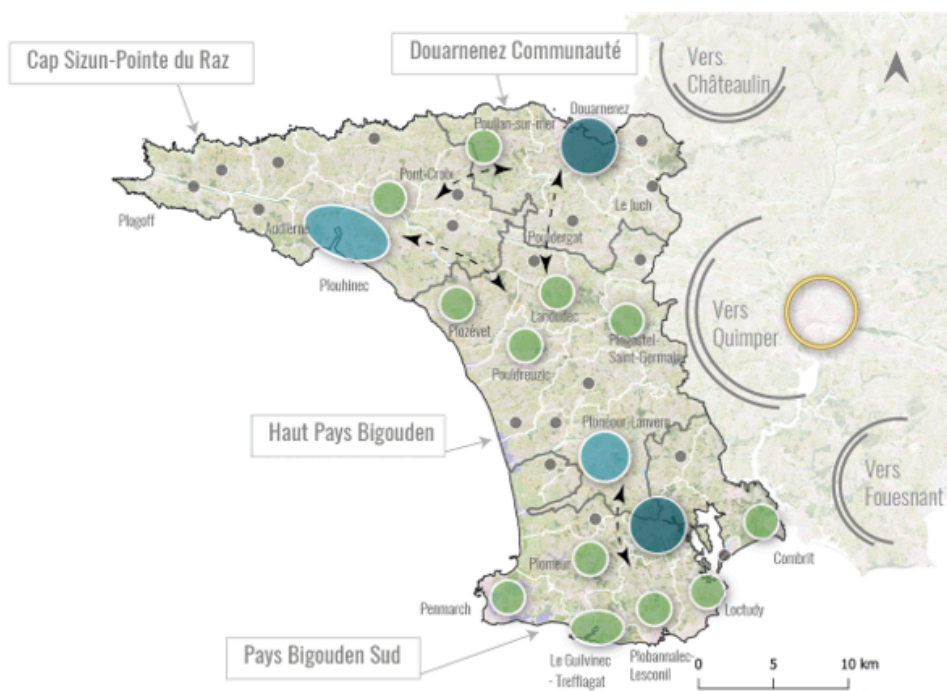 Cap Sizun-Pointe du Raz
Douarnenez Communauté
Vers
Châteaulin
Douarnenez
Poullan-sur-mer
Pont-Croix
Le Juch
Plogoff
Audierne
Pouldergat
Plouhinec
Landudec
Plozévet
Plogastel-
Saint-Germain
Vers
Quimper
Pouldreuzic
Haut Pays Bigouden
Plonéour-Lanvern
Vers
Fouesnant
Plomeur
Combrit
Penmarch
Loctudy
Pays Bigouden Sud
Le Guilvinec
- Treffiagat
Plobannalec-
Lesconil
0 5 10 km